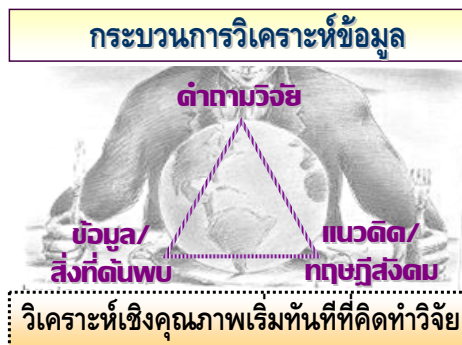 กระบวนการวิเคราะห์ข้อมูล
คำถามวิจัย
ข้อมูล/
สิ่งที่ค้นพบ
แนวคิด/
ทฤษฎีสังคม
วิเคราะห์เชิงคุณภาพเริ่มทันทีที่คิดทำวิจัย